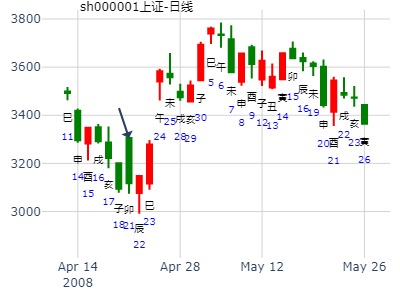 sh000001上证-日线
3800
3600
3400
3200
3000
巳 11
申 14
酉 15
戌 16
亥 17
子 18
丑 21
辰 22
巳 23
午 24
未 25
戌 28
亥 29
子 30
巳 5
午 6
未 7
申 8
酉 9
子 12
丑 13
寅 14
卯 15
辰 16
未 19
申 20
酉 21
戌 22
亥 23
寅 26
Apr 14
2008
Apr 28
May 12
May 26